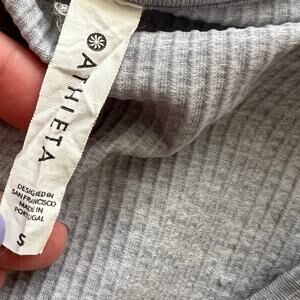 ATHLETA
DESIGNED IN
SAN FRANCISCO
MADE IN
PORTUGAL
S